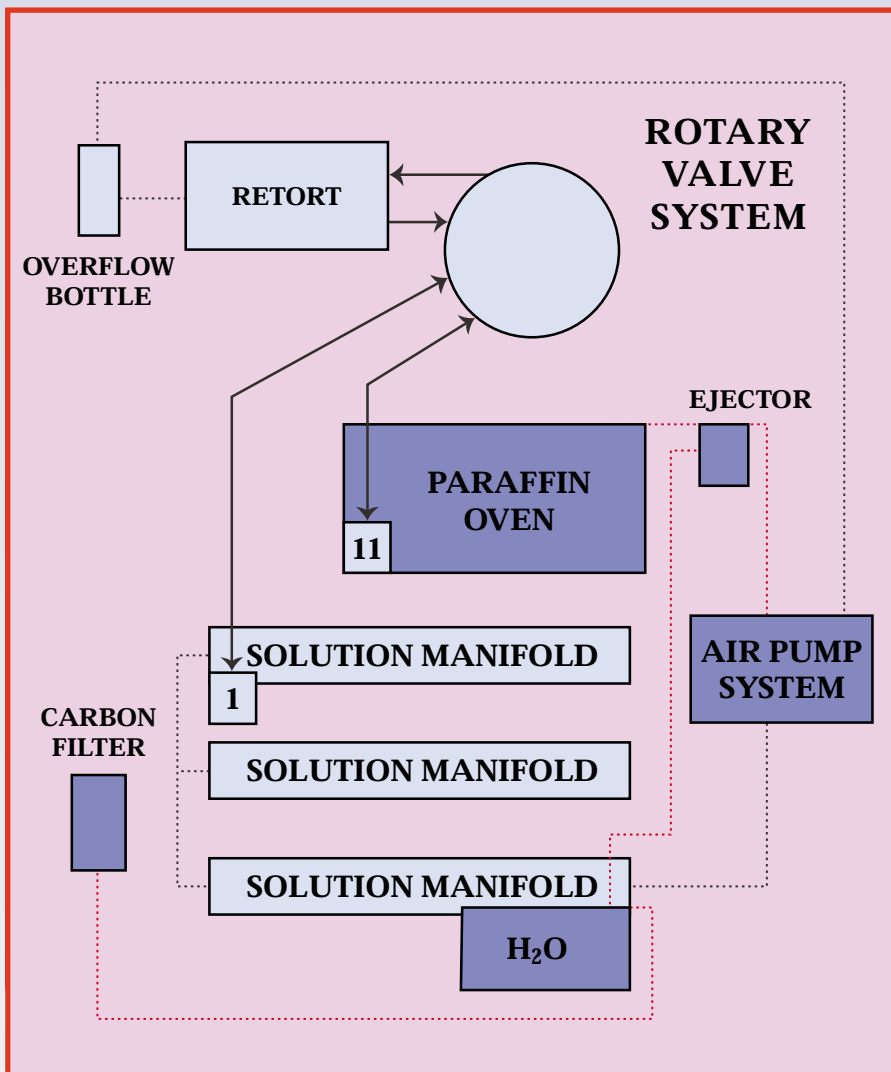 ROTARY
VALVE
SYSTEM
RETORT
OVERFLOW
BOTTLE
EJECTOR
PARAFFIN
OVEN
11
AIR PUMP
SYSTEM
SOLUTION MANIFOLD
1
CARBON
FILTER
SOLUTION MANIFOLD
SOLUTION MANIFOLD
H₂O